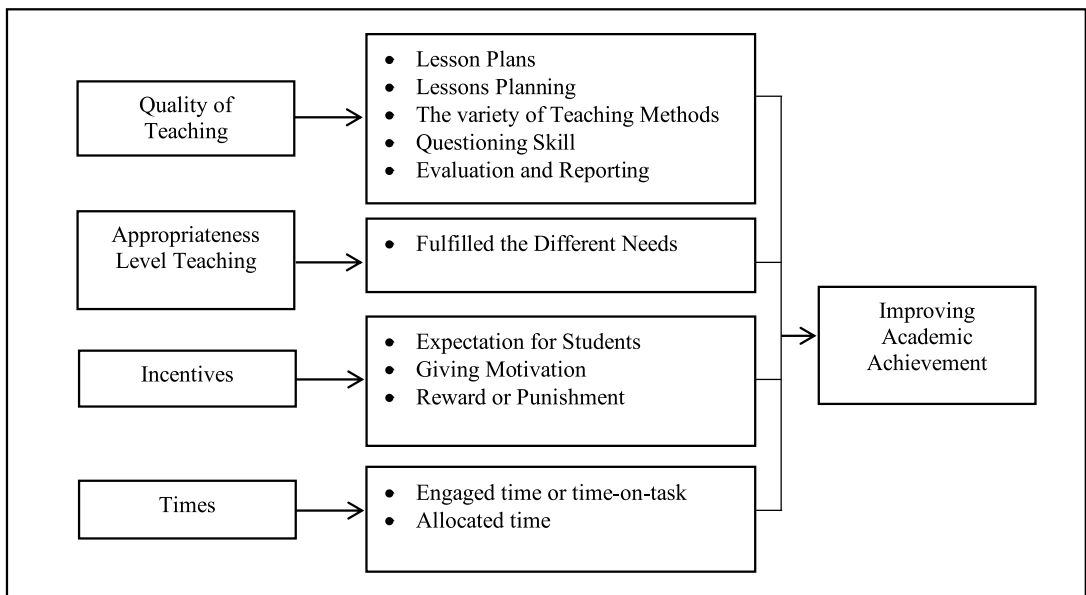 Quality of
Teaching
• Lesson Plans
• Lessons Planning
• The variety of Teaching Methods
• Questioning Skill
• Evaluation and Reporting
Appropriateness
Level Teaching
• Fulfilled the Different Needs
Incentives
• Expectation for Students
• Giving Motivation
• Reward or Punishment
Times
• Engaged time or time-on-task
• Allocated time
Improving
Academic
Achievement